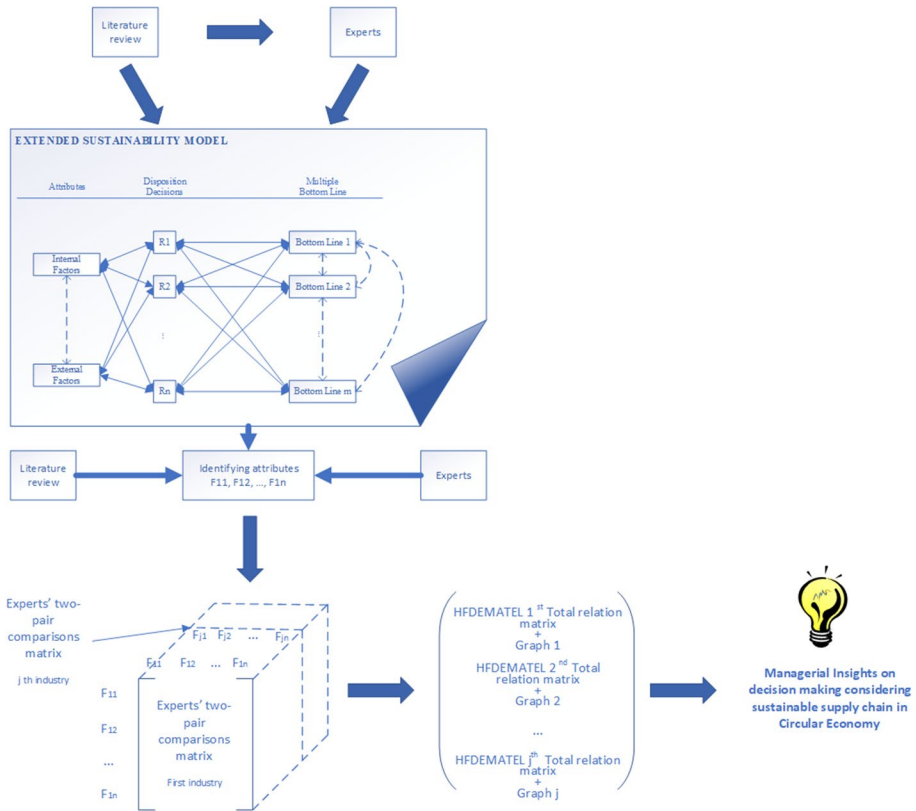 Literature
review
Experts
EXTENDED SUSTAINABILITY MODEL
Attributes
Disposition
Decisions
Multiple
Bottom Line
R1
Bottom Line 1
Internal
Factors
R2
Bottom Line 2
⋮
⋮
External
Factors
Rn
Bottom Line m
Literature
review
Identifying attributes
F11, F12, ..., F1n
Experts
Experts' two-
pair
comparisons
matrix
j th industry
Fj1 Fj2 ... Fjn
F11 F12 ... F1n
F11
F12
...
F1n
Experts' two-
pair
comparisons
matrix
First industry
HFDEMATEL 1 st Total relation
matrix
+
Graph 1
HFDEMATEL 2 nd Total
relation matrix
+
Graph 2
...
HFDEMATEL j th Total relation
matrix
+
Graph j
Managerial Insights on
decision making considering
sustainable supply chain in
Circular Economy